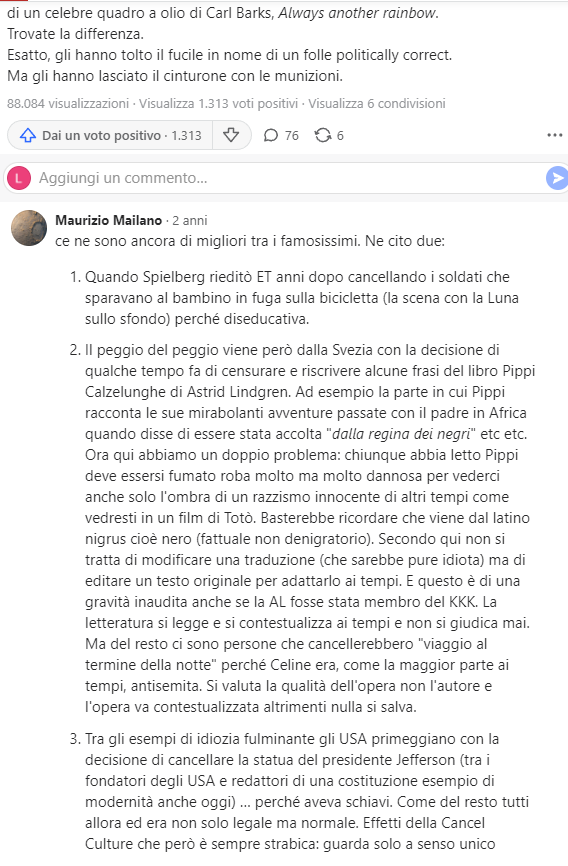 di un celebre quadro a olio di Carl Barks, Always another rainbow.
Trovate la differenza.
Esatto, gli hanno tolto il fucile in nome di un folle politically correct.
Ma gli hanno lasciato il cinturone con le munizioni.
88.084 visualizzazioni · Visualizza 1.313 voti positivi · Visualizza 6 condivisioni
Dai un voto positivo · 1.313 76 6
L Aggiungi un commento...
Maurizio Mailano · 2 anni
ce ne sono ancora di migliori tra i famosissimi. Ne cito due:
1. Quando Spielberg rieditò ET anni dopo cancellando i soldati che
sparavano al bambino in fuga sulla bicicletta (la scena con la Luna
sullo sfondo) perché diseducativa.
2. Il peggio del peggio viene però dalla Svezia con la decisione di
qualche tempo fa di censurare e riscrivere alcune frasi del libro Pippi
Calzelunghe di Astrid Lindgren. Ad esempio la parte in cui Pippi
racconta le sue mirabolanti avventure passate con il padre in Africa
quando disse di essere stata accolta "dalla regina dei negri" etc etc.
Ora qui abbiamo un doppio problema: chiunque abbia letto Pippi
deve essersi fumato roba molto ma molto dannosa per vederci
anche solo l'ombra di un razzismo innocente di altri tempi come
vedresti in un film di Totò. Basterebbe ricordare che viene dal latino
nigrus cioè nero (fattuale non denigratorio). Secondo qui non si
tratta di modificare una traduzione (che sarebbe pure idiota) ma di
editare un testo originale per adattarlo ai tempi. E questo è di una
gravità inaudita anche se la AL fosse stata membro del KKK. La
letteratura si legge e si contestualizza ai tempi e non si giudica mai.
Ma del resto ci sono persone che cancellerebbero "viaggio al
termine della notte" perché Celine era, come la maggior parte ai
tempi, antisemita. Si valuta la qualità dell'opera non l'autore e
l'opera va contestualizzata altrimenti nulla si salva.
3. Tra gli esempi di idiozia fulminante gli USA primeggiano con la
decisione di cancellare la statua del presidente Jefferson (tra i
fondatori degli USA e redattori di una costituzione esempio di
modernità anche oggi) ... perché aveva schiavi. Come del resto tutti
allora ed era non solo legale ma normale. Effetti della Cancel
Culture che però è sempre strabica: guarda solo a senso unico